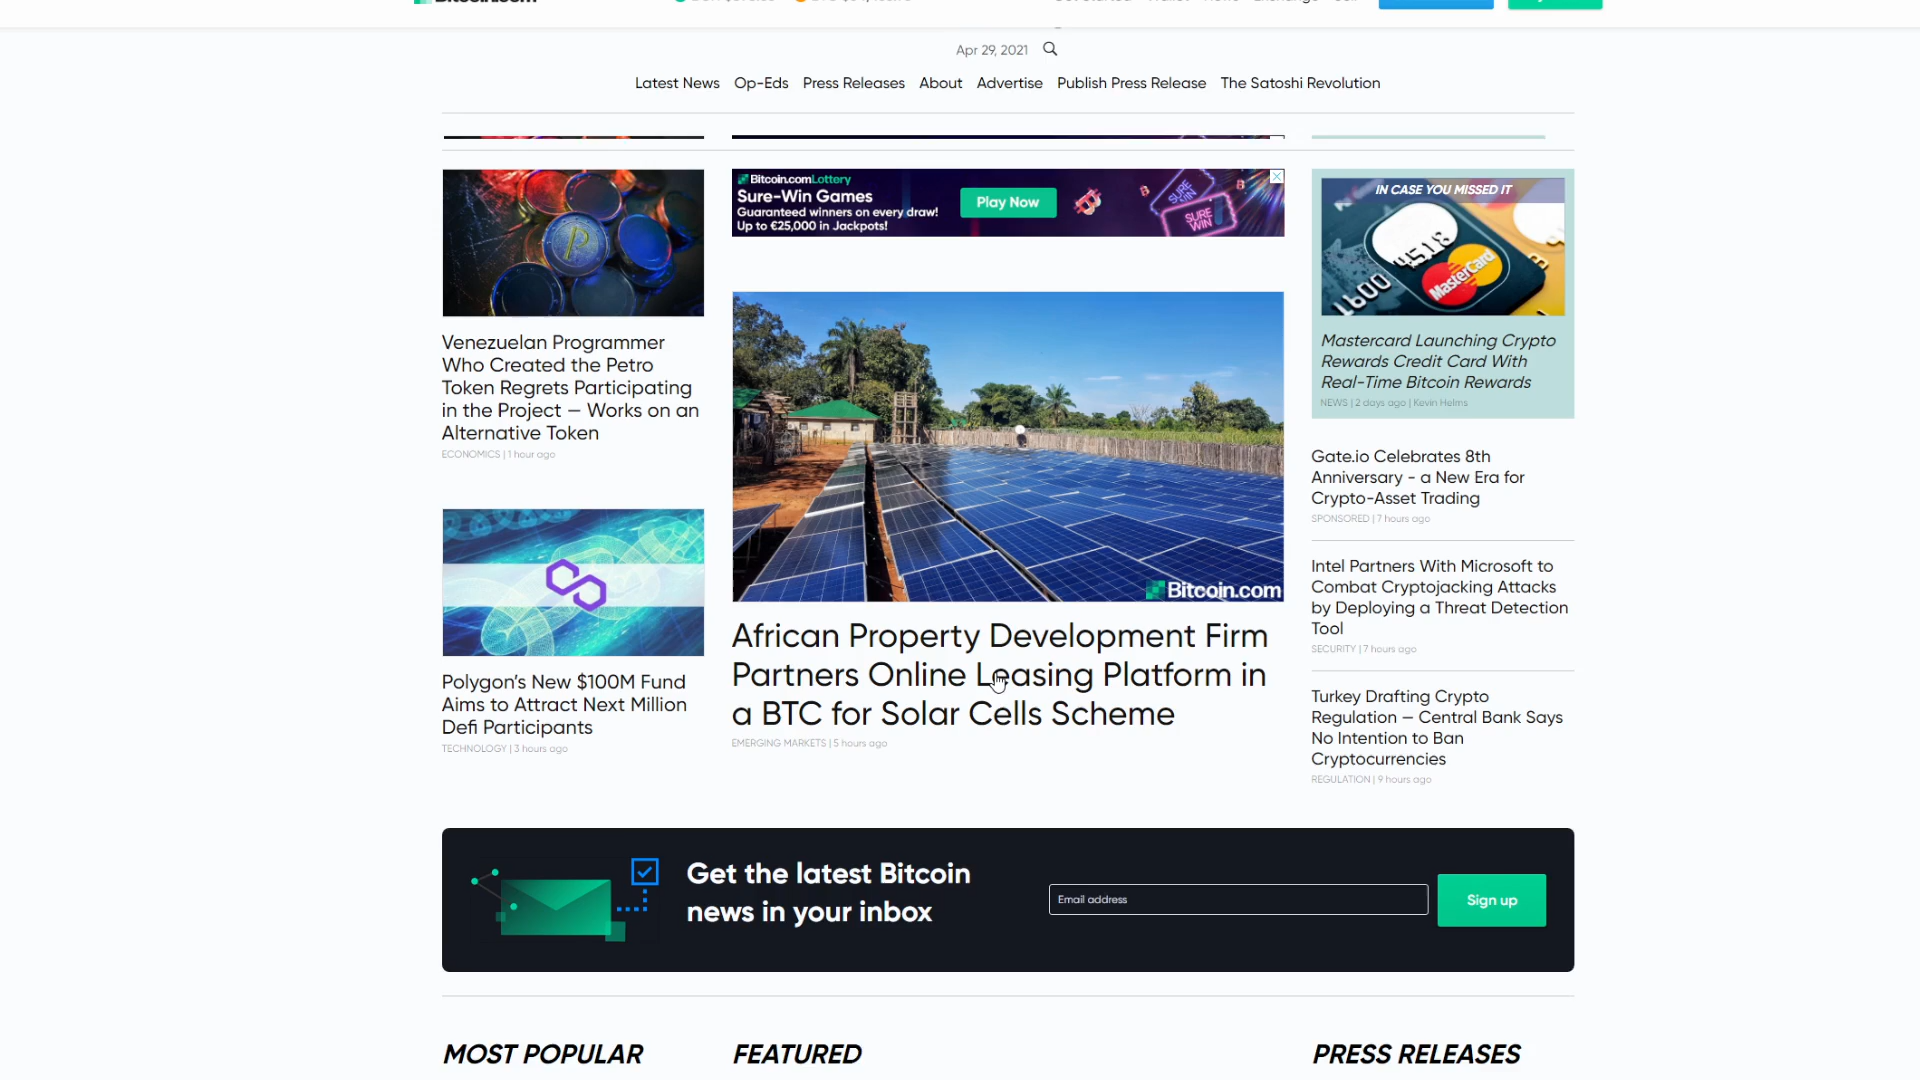 Bitcoin.com
Apr 29, 2021
Latest News Op-Eds Press Releases About Advertise Publish Press Release The Satoshi Revolution
Bitcoin.comLottery
Sure-Win Games
Guaranteed winners on every draw!
Up to €25,000 in Jackpots!
Play Now
SURE WIN
SURE
WIN
Venezuelan Programmer
Who Created the Petro
Token Regrets Participating
in the Project – Works on an
Alternative Token
ECONOMICS | 1 hour ago
Polygon's New $100M Fund
Aims to Attract Next Million
Defi Participants
TECHNOLOGY | 3 hours ago
Bitcoin.com
African Property Development Firm
Partners Online Leasing Platform in
a BTC for Solar Cells Scheme
EMERGING MARKETS | 5 hours ago
IN CASE YOU MISSED IT
4518
1600
MasterCard
Mastercard Launching Crypto
Rewards Credit Card With
Real-Time Bitcoin Rewards
NEWS | 2 days ago | Kevin Helms
Gate.io Celebrates 8th
Anniversary - a New Era for
Crypto-Asset Trading
SPONSORED | 7 hours ago
Intel Partners With Microsoft to
Combat Cryptojacking Attacks
by Deploying a Threat Detection
Tool
SECURITY | 7 hours ago
Turkey Drafting Crypto
Regulation – Central Bank Says
No Intention to Ban
Cryptocurrencies
REGULATION | 9 hours ago
Get the latest Bitcoin
news in your inbox
Email address
Sign up
MOST POPULAR
FEATURED
PRESS RELEASES